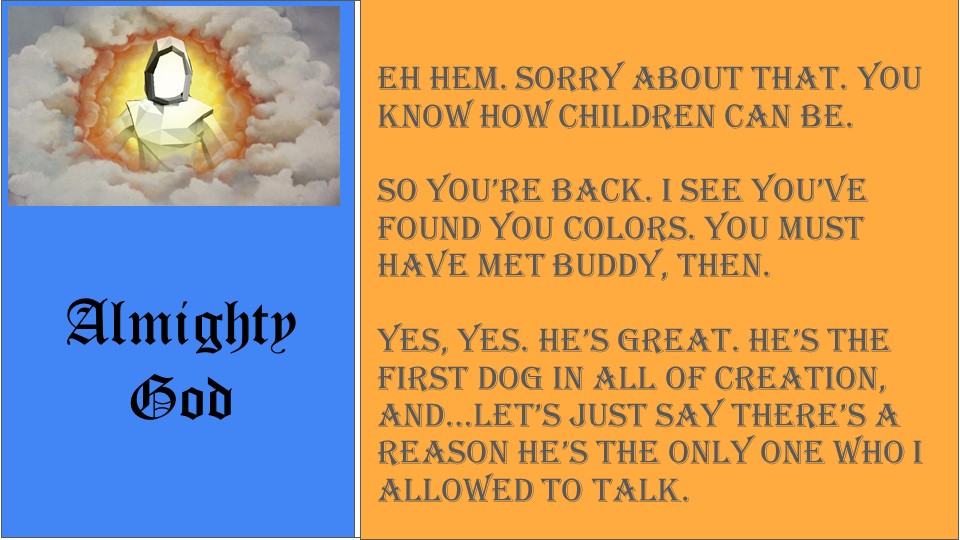 Almighty
God
EH HEM. SORRY ABOUT THAT. YOU
KNOW HOW CHILDREN CAN BE.
SO YOU'RE BACK. I SEE YOU'VE
FOUND YOU COLORS. YOU MUST
HAVE MET BUDDY, THEN.
YES, YES. HE'S GREAT. HE'S THE
FIRST DOG IN ALL OF CREATION,
AND...LET'S JUST SAY THERE'S A
REASON HE'S THE ONLY ONE WHO I
ALLOWED TO TALK.